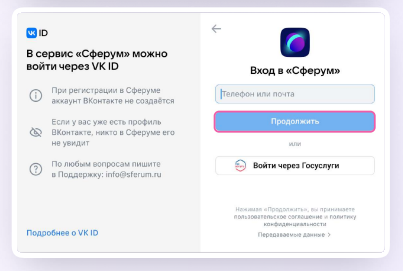 VK ID
В сервис «Сферум» можно
войти через VK ID
При регистрации в Сферуме
аккаунт ВКонтакте не создаётся
Если у вас уже есть профиль
ВКонтакте, никто в Сферуме его
не увидит
По любым вопросам пишите
в Поддержку: info@sferum.ru
Подробнее о VK ID
Вход в «Сферум»
Телефон или почта
Продолжить
или
Войти через Госуслуги
Нажимая «Продолжить», вы принимаете
пользовательское соглашение и политику
конфиденциальности
Передаваемые данные >